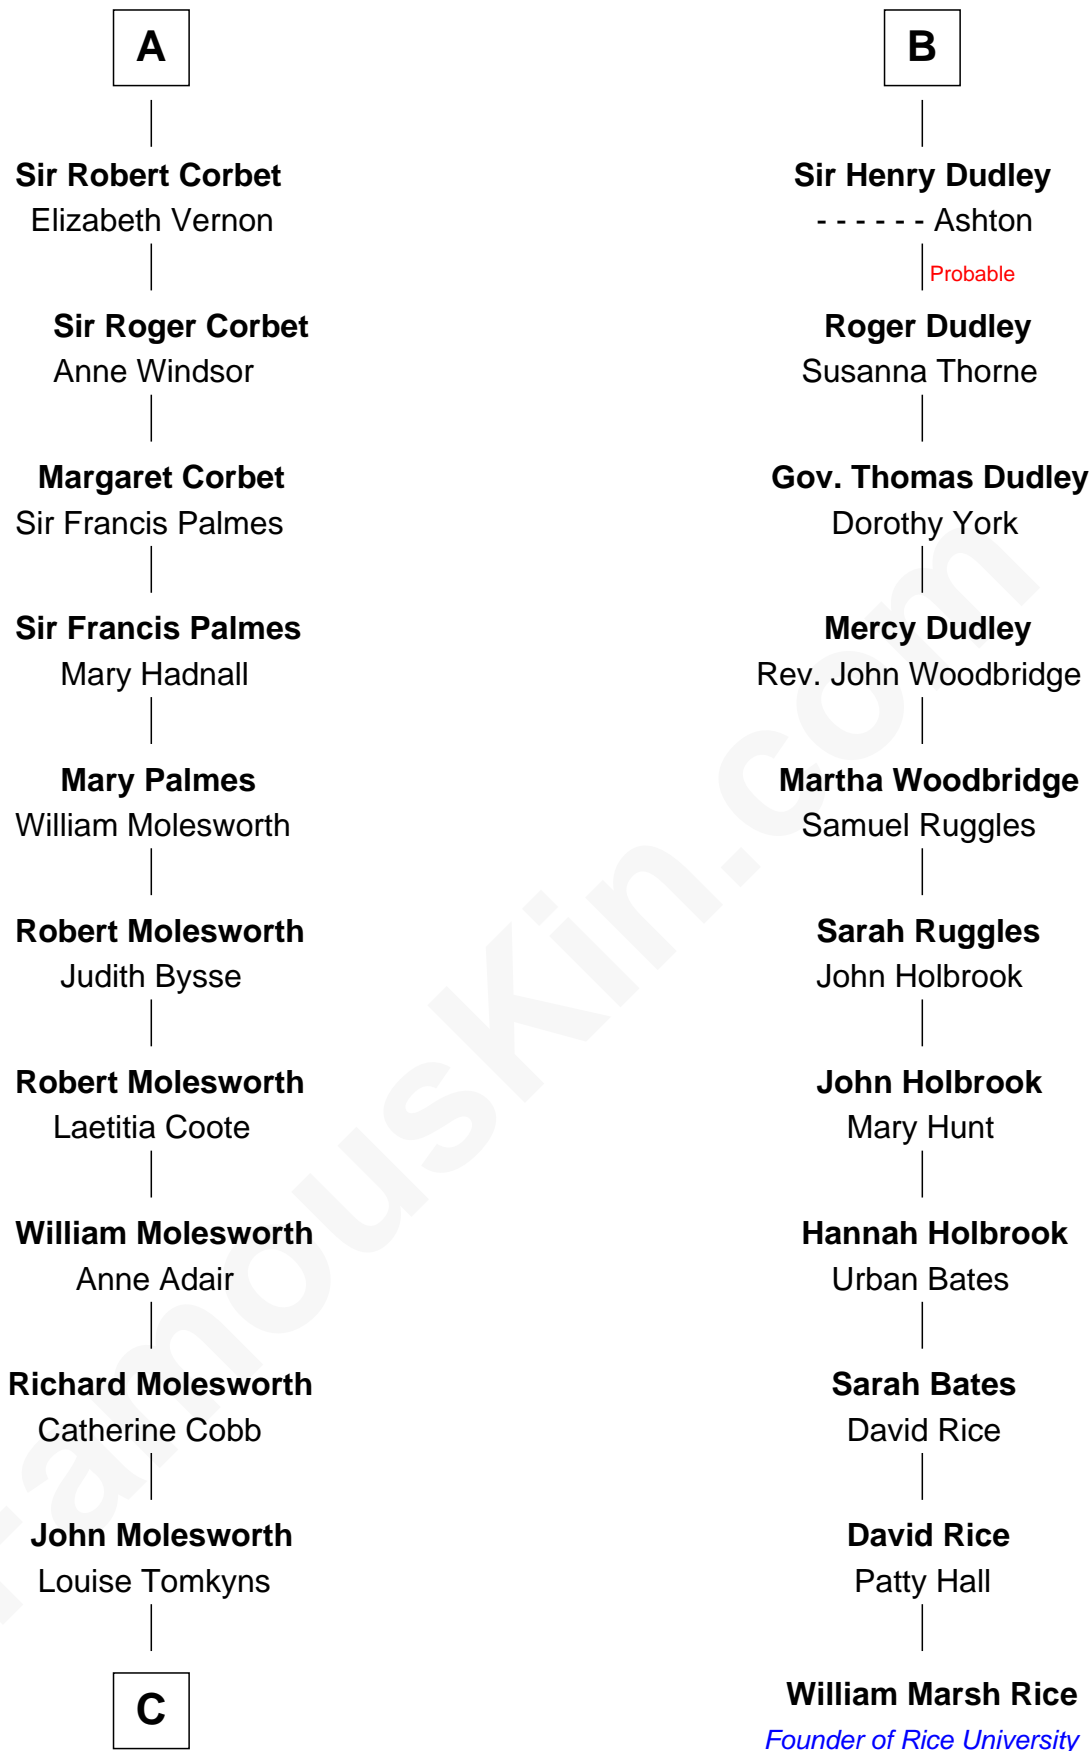 A
Sir Robert Corbet
Elizabeth Vernon
Sir Roger Corbet
Anne Windsor
Margaret Corbet
Sir Francis Palmes
Sir Francis Palmes
Mary Hadnall
Mary Palmes
William Molesworth
Robert Molesworth
Judith Bysse
Robert Molesworth
Laetitia Coote
William Molesworth
Anne Adair
Richard Molesworth
Catherine Cobb
John Molesworth
Louise Tomkyns
C
B
Sir Henry Dudley
- - - - - - Ashton
Probable
Roger Dudley
Susanna Thorne
Gov. Thomas Dudley
Dorothy York
Mercy Dudley
Rev. John Woodbridge
Martha Woodbridge
Samuel Ruggles
Sarah Ruggles
John Holbrook
John Holbrook
Mary Hunt
Hannah Holbrook
Urban Bates
Sarah Bates
David Rice
David Rice
Patty Hall
William Marsh Rice
Founder of Rice University
FamousKin.com